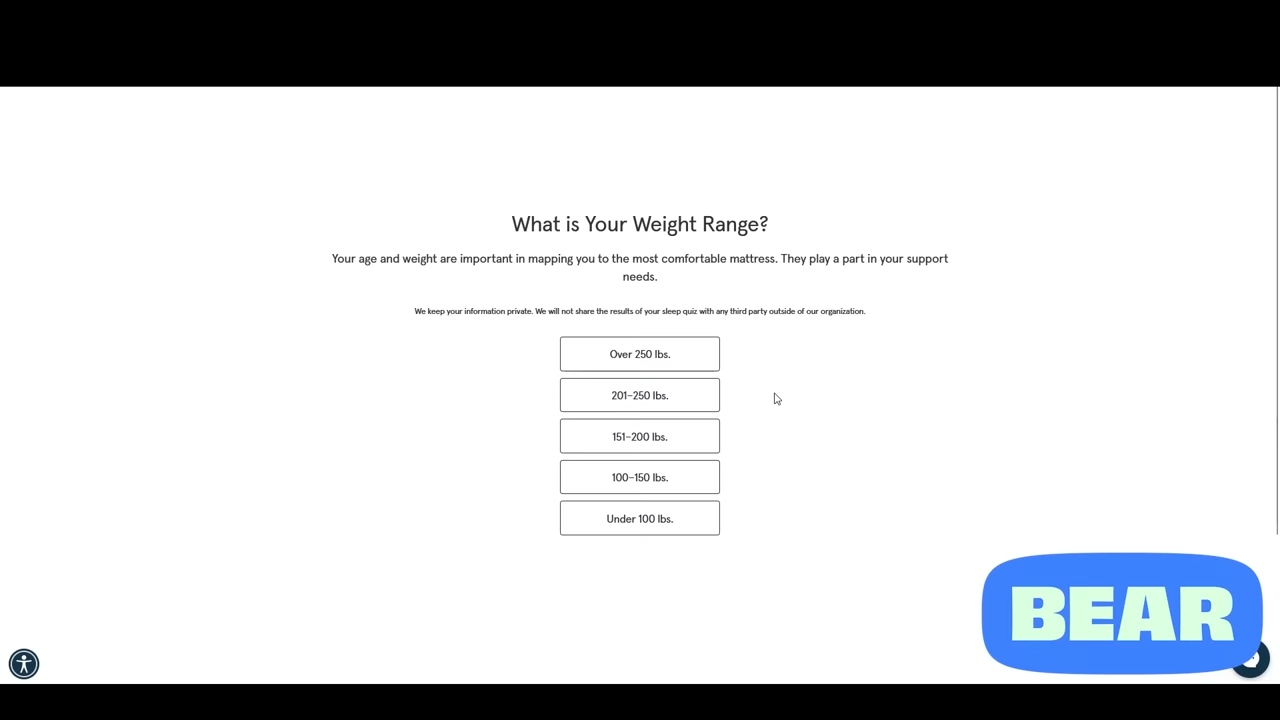 What is Your Weight Range?
Your age and weight are important in mapping you to the most comfortable mattress. They play a part in your support
needs.
We keep your information private. We will not share the results of your sleep quiz with any third party outside of our organization.
Over 250 lbs.
201–250 lbs.
151–200 lbs.
100–150 lbs.
Under 100 lbs.
BEAR